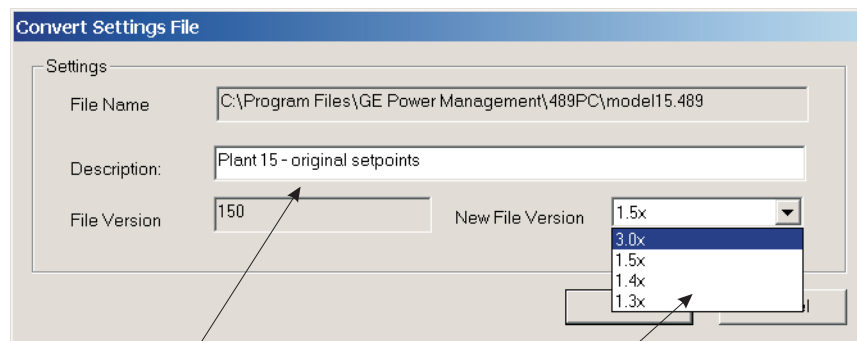 Convert Settings File
Settings
File Name
C:\Program Files\GE Power Management\489PC\model15.489
Description:
Plant 15 - original setpoints
File Version
150
New File Version
1.5x
3.0x
1.5x
1.4x
1.3x